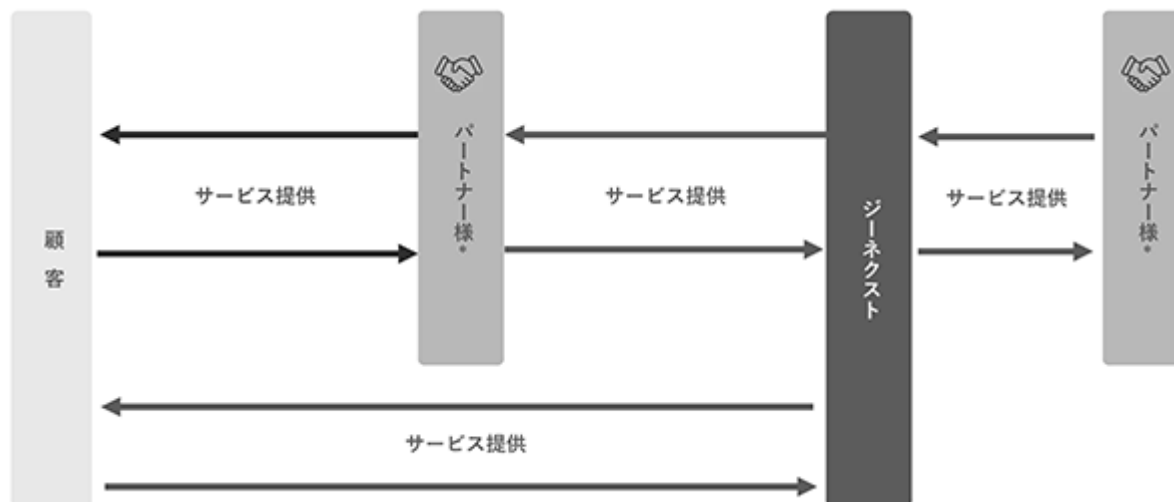 顧客
サービス提供
パートナー様*
サービス提供
ジーネクスト
サービス提供
パートナー様*
サービス提供